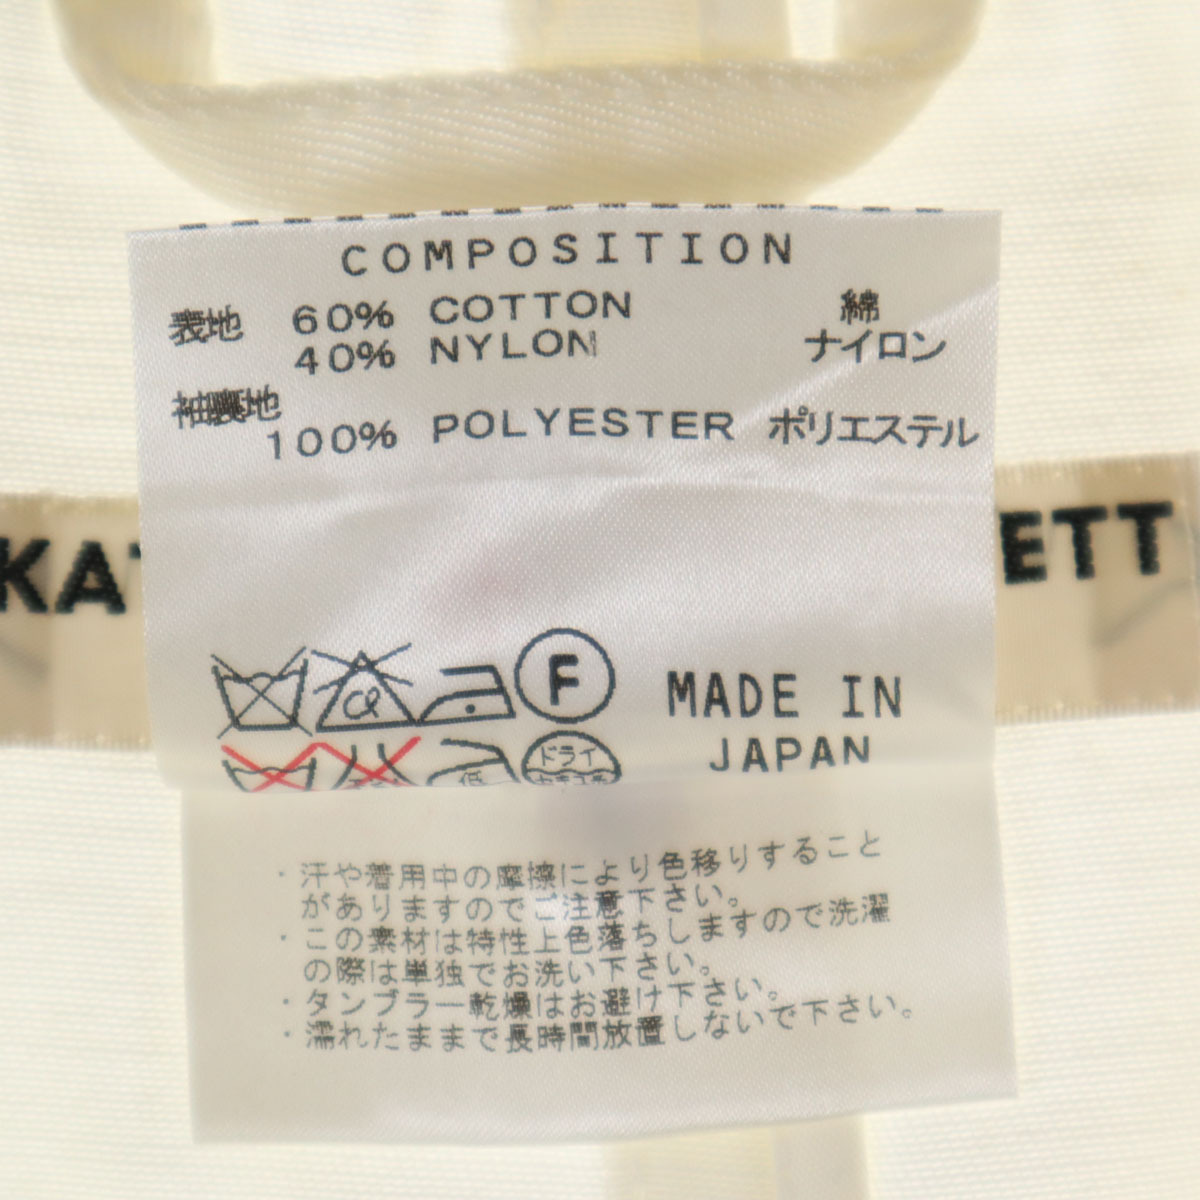 COMPOSITION
表地 60% COTTON 綿
40% NYLON ナイロン
袖裏地
100% POLYESTER ポリエステル
KAT ETT
Cl F MADE IN
JAPAN
低 ドライ
・汗や着用中の摩擦により色移りすること
がありますのでご注意下さい。
・この素材は特性上色落ちしますので洗濯
の際は単独でお洗い下さい。
・タンブラー乾燥はお避け下さい。
・濡れたままで長時間放置しないで下さい。